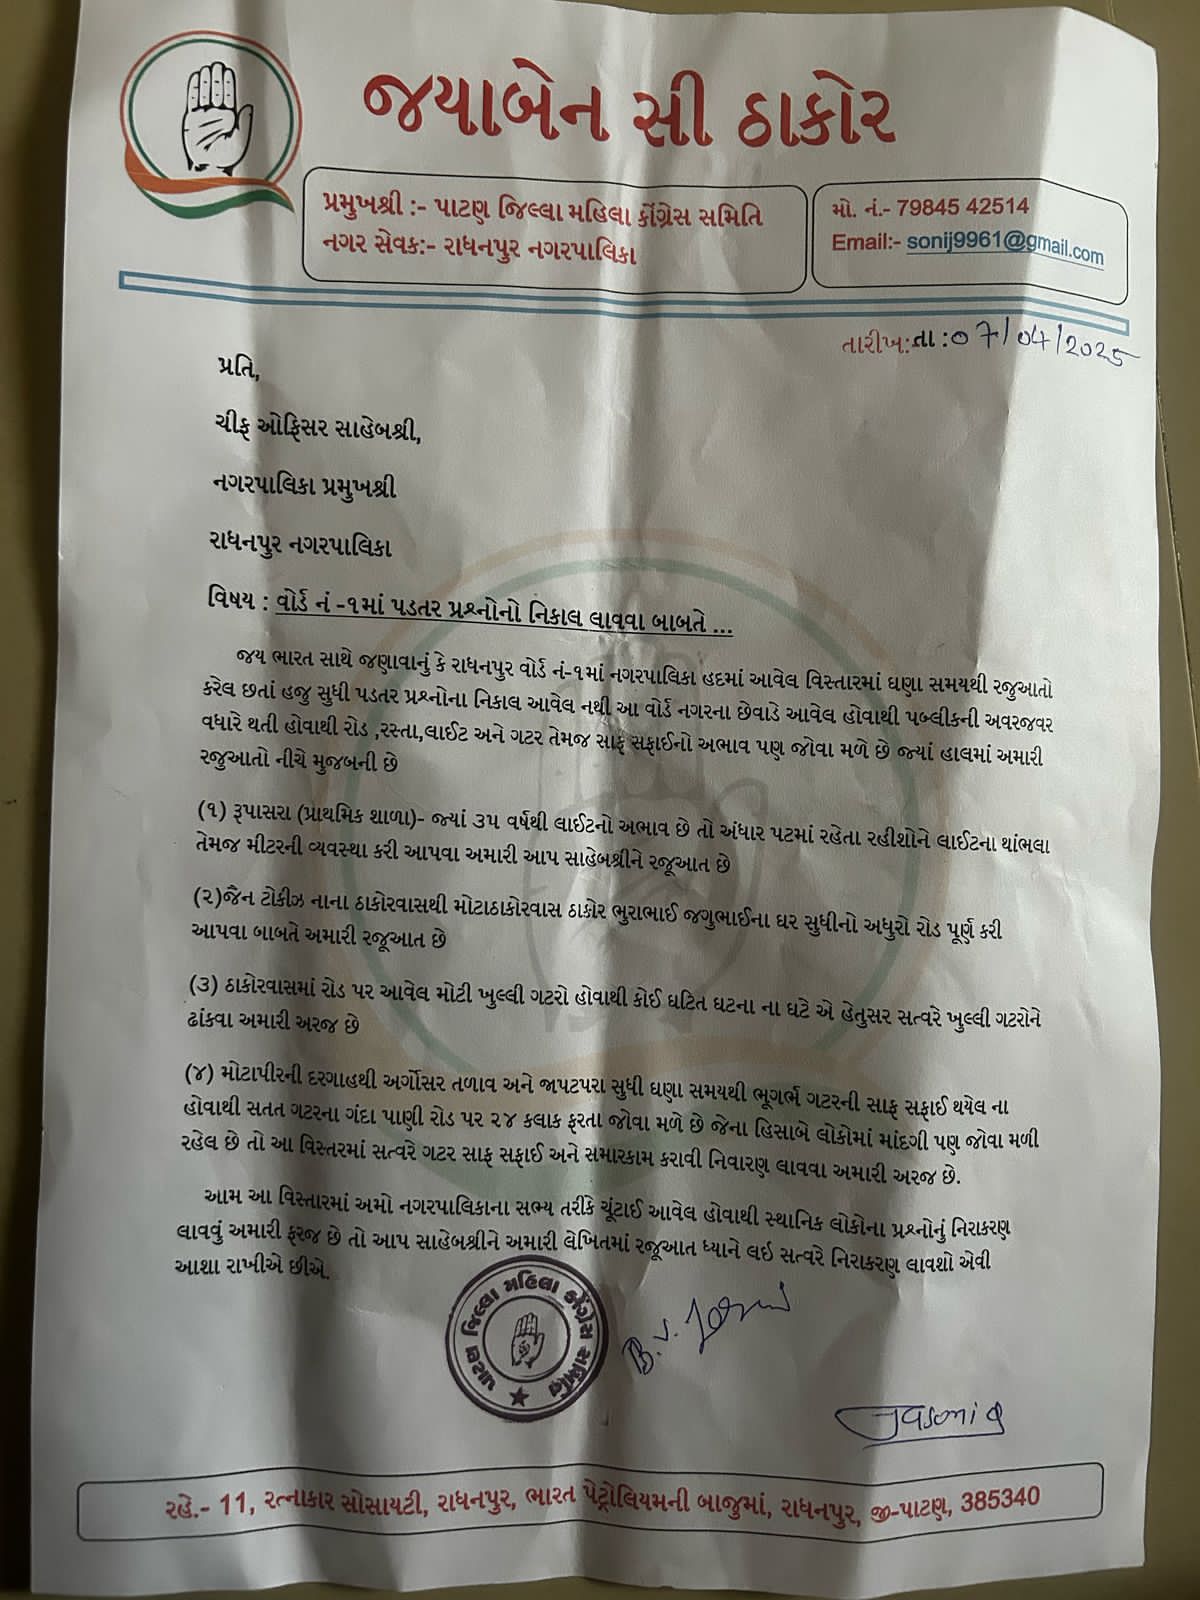 જયાબેન સી ઠાકોર
પ્રમુખશ્રી :- પાટણ જિલ્લા મહિલા કોંગ્રેસ સમિતિ
નગર સેવક:- રાધનપુર નગરપાલિકા
મો. નં.- 79845 42514
Email:- sonij9961@gmail.com
તારીખ:તા :07/04/2025
પ્રતિ,
ચીફ ઓફિસર સાહેબશ્રી,
નગરપાલિકા પ્રમુખશ્રી
રાધનપુર નગરપાલિકા
વિષય : વોર્ડ નં -૧માં પડતર પ્રશ્નોનો નિકાલ લાવવા બાબતે ...
જય ભારત સાથે જણાવાનું કે રાધનપુર વોર્ડ નં-૧માં નગરપાલિકા હદમાં આવેલ વિસ્તારમાં ઘણા સમયથી રજુઆતો
કરેલ છતાં હજુ સુધી પડતર પ્રશ્નોના નિકાલ આવેલ નથી આ વોર્ડ નગરના છેવાડે આવેલ હોવાથી પબ્લીકની અવરજવર
વધારે થતી હોવાથી રોડ ,રસ્તા,લાઈટ અને ગટર તેમજ સાફ સફાઈનો અભાવ પણ જોવા મળે છે જ્યાં હાલમાં અમારી
રજુઆતો નીચે મુજબની છે
(૧) રૂપાસરા (પ્રાથમિક શાળા)- જ્યાં ૩૫ વર્ષથી લાઈટનો અભાવ છે તો અંધાર પટમાં રહેતા રહીશોને લાઈટના થાંભલા
તેમજ મીટરની વ્યવસ્થા કરી આપવા અમારી આપ સાહેબશ્રીને રજૂઆત છે
(૨)જૈન ટોકીઝ નાના ઠાકોરવાસથી મોટાઠાકોરવાસ ઠાકોર ભુરાભાઈ જગુભાઈના ઘર સુધીનો અધુરો રોડ પૂર્ણ કરી
આપવા બાબતે અમારી રજૂઆત છે
(૩) ઠાકોરવાસમાં રોડ પર આવેલ મોટી ખુલ્લી ગટરો હોવાથી કોઈ ઘટિત ઘટના ના ઘટે એ હેતુસર સત્વરે ખુલ્લી ગટરોને
ઢાંકવા અમારી અરજ છે
(૪) મોટાપીરની દરગાહથી અર્ગોસર તળાવ અને જાપટપરા સુધી ઘણા સમયથી ભૂગર્ભ ગટરની સાફ સફાઈ થયેલ ના
હોવાથી સતત ગટરના ગંદા પાણી રોડ પર ૨૪ કલાક ફરતા જોવા મળે છે જેના હિસાબે લોકોમાં માંદગી પણ જોવા મળી
રહેલ છે તો આ વિસ્તરમાં સત્વરે ગટર સાફ સફાઈ અને સમારકામ કરાવી નિવારણ લાવવા અમારી અરજ છે.
આમ આ વિસ્તારમાં અમો નગરપાલિકાના સભ્ય તરીકે ચૂંટાઈ આવેલ હોવાથી સ્થાનિક લોકોના પ્રશ્નોનું નિરાકરણ
લાવવું અમારી ફરજ છે તો આપ સાહેબશ્રીને અમારી લેખિતમાં રજૂઆત ધ્યાને લઇ સત્વરે નિરાકરણ લાવશો એવી
આશા રાખીએ છીએ.
પાટણ જિલ્લા મહિલા કોંગ્રેસ સમિતિ
B.V.
રહે.- 11, રત્નાકાર સોસાયટી, રાધનપુર, ભારત પેટ્રોલિયમની બાજુમાં, રાધનપુર, જી-પાટણ, 385340